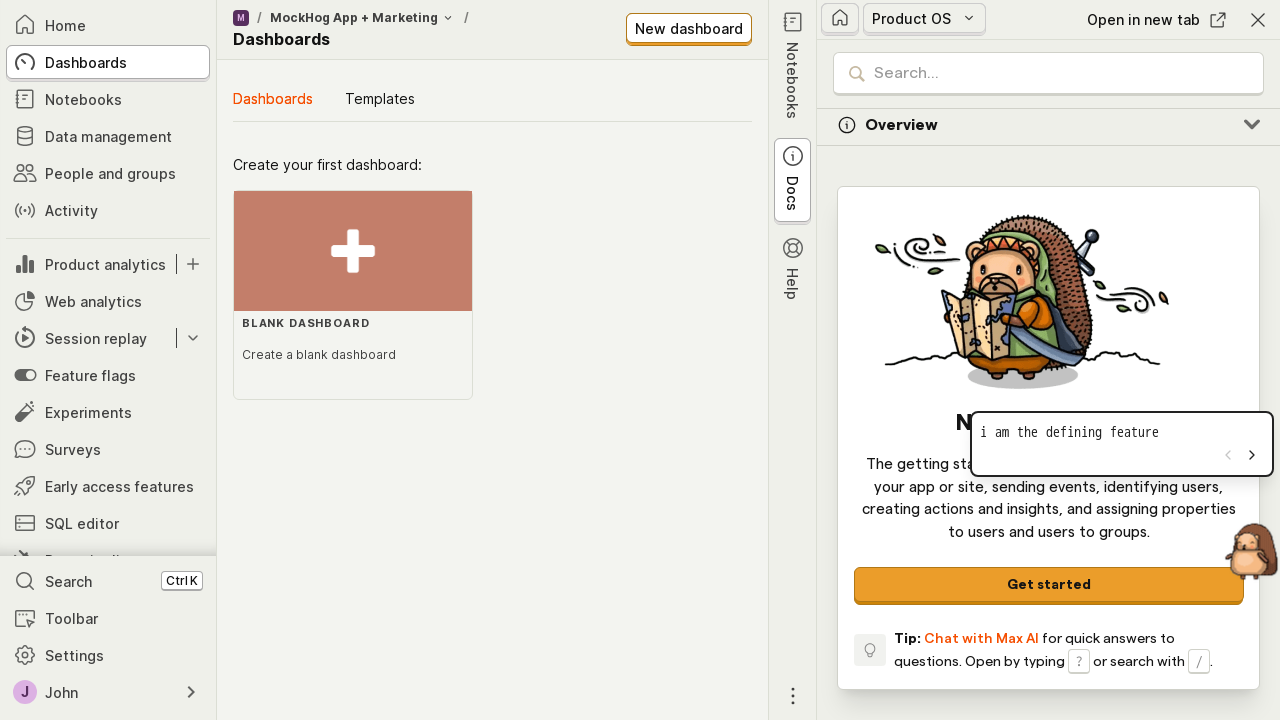 Home
Dashboards
Notebooks
Data management
People and groups
Activity
Product analytics
Web analytics
Session replay
Feature flags
Experiments
Surveys
Early access features
SQL editor
Search
Ctrl K
Toolbar
Settings
J
John
M / MockHog App + Marketing /
Dashboards
New dashboard
Dashboards
Templates
Create your first dashboard:
BLANK DASHBOARD
Create a blank dashboard
Notebooks
Docs
Help
Product OS
Open in new tab
Search...
Overview
i am the defining feature
The getting
your app or site, sending events, identifying users,
creating actions and insights, and assigning properties
to users and users to groups.
Get started
Tip: Chat with Max AI for quick answers to
questions. Open by typing ? or search with /.